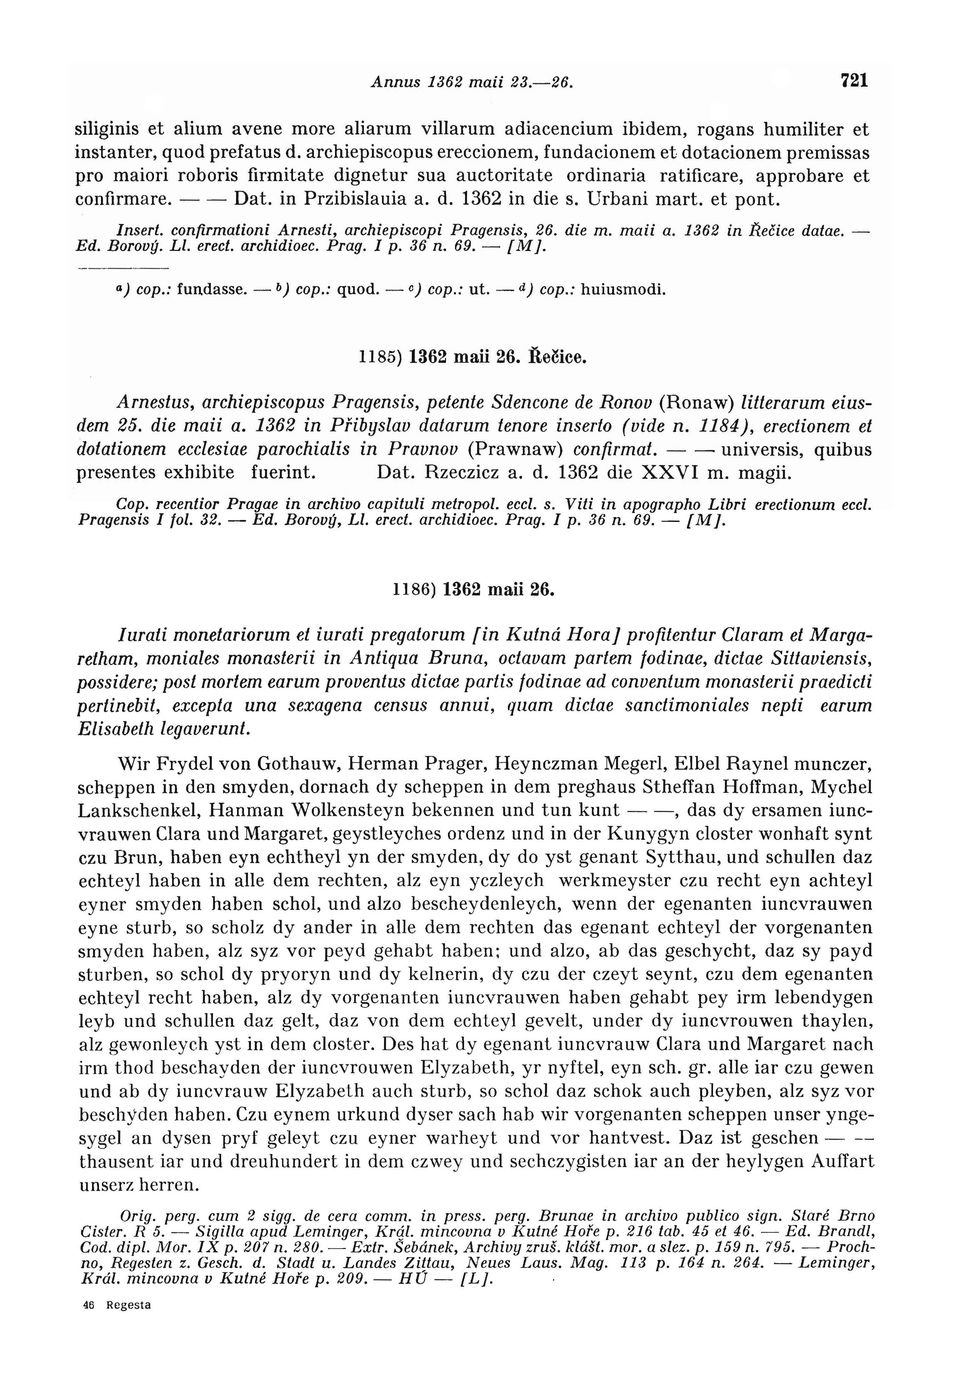 Annus 1362 maii 23.—26. 721
siliginis et alium avene more aliarum villarum adiacencium ibidem, rogans humiliter et
instanter, quod prefatus d. archiepiscopus ereccionem, fundacionem et dotacionem premissas
pro maiori roboris firmitate dignetur sua auctoritate ordinaria ratificare, approbare et
confirmare. — — Dat. in Przibislauia a. d. 1362 in die s. Urbani mart. et pont.
Insert. confirmationi Arnesti, archiepiscopi Pragensis, 26. die m. maii a. 1362 in Řečice datae. —
Ed. Borový. Ll. erect. archidioec. Prag. I p. 36 n. 69. — [M].
a) cop.: fundasse. — b) cop.: quod. — c) cop.: ut. — d) cop.: huiusmodi.
1185) 1362 maii 26. Řečice.
Arnestus, archiepiscopus Pragensis, petente Sdencone de Ronov (Ronaw) litterarum eius-
dem 25. die maii a. 1362 in Přibyslav datarum tenore inserto (vide n. 1184), erectionem et
dotationem ecclesiae parochialis in Pravnov (Prawnaw) confirmat. — — universis, quibus
presentes exhibite fuerint. Dat. Rzeczicz a. d. 1362 die XXVI m. magii.
Cop. recentior Pragae in archivo capituli metropol. eccl. s. Viti in apographo Libri erectionum eccl.
Pragensis I fol. 32. — Ed. Borový, Ll. erect. archidioec. Prag. I p. 36 n. 69. — [M].
1186) 1362 maii 26.
Iurati monetariorum et iurati pregatorum [in Kutná Hora] profitentur Claram et Marga-
retham, moniales monasterii in Antiqua Bruna, octavam partem fodinae, dictae Sittaviensis,
possidere; post mortem earum proventus dictae partis fodinae ad conventum monasterii praedicti
pertinebit, excepta una sexagena census annui, quam dictae sanctimoniales nepti earum
Elisabeth legaverunt.
Wir Frydel von Gothauw, Herman Prager, Heynczman Megerl, Elbel Raynel munczer,
scheppen in den smyden, dornach dy scheppen in dem preghaus Stheffan Hoffman, Mychel
Lankschenkel, Hanman Wolkensteyn bekennen und tun kunt — —, das dy ersamen iunc-
vrauwen Clara und Margaret, geystleyches ordenz und in der Kunygyn closter wonhaft synt
czu Brun, haben eyn echtheyl yn der smyden, dy do yst genant Sytthau, und schullen daz
echteyl haben in alle dem rechten, alz eyn yczleych werkmeyster czu recht eyn achteyl
eyner smyden haben schol, und alzo bescheydenleych, wenn der egenanten iuncvrauwen
eyne sturb, so scholz dy ander in alle dem rechten das egenant echteyl der vorgenanten
smyden haben, alz syz vor peyd gehabt haben; und alzo, ab das geschycht, daz sy payd
sturben, so schol dy pryoryn und dy kelnerin, dy czu der czeyt seynt, czu dem egenanten
echteyl recht haben, alz dy vorgenanten iuncvrauwen haben gehabt pey irm lebendygen
leyb und schullen daz gelt, daz von dem echteyl gevelt, under dy iuncvrouwen thaylen,
alz gewonleych yst in dem closter. Des hat dy egenant iuncvrauw Clara und Margaret nach
irm thod beschayden der iuncvrouwen Elyzabeth, yr nyftel, eyn sch. gr. alle iar czu gewen
und ab dy iuncvrauw Elyzabeth auch sturb, so schol daz schok auch pleyben, alz syz vor
beschyden haben. Czu eynem urkund dyser sach hab wir vorgenanten scheppen unser ynge-
sygel an dysen pryf geleyt czu eyner warheyt und vor hantvest. Daz ist geschen — —
thausent iar und dreuhundert in dem czwey und sechczygisten iar an der heylygen Auffart
unserz herren.
Orig. perg. cum 2 sigg. de cera comm. in press. perg. Brunae in archivo publico sign. Staré Brno
Cister. R 5. — Sigilla apud Leminger, Král. mincovna v Kutné Hoře p. 216 tab. 45 et 46. — Ed. Brandl,
Cod. dipl. Mor. IX p. 207 n. 280. — Extr. Šebánek, Archivy zruš. klášt. mor. a slez. p. 159 n. 795. — Proch-
no, Regesten z. Gesch. d. Stadt u. Landes Zittau, Neues Laus. Mag. 113 p. 164 n. 264. — Leminger,
Král. mincovna v Kutné Hoře p. 209. — HÚ — [L].
46 Regesta